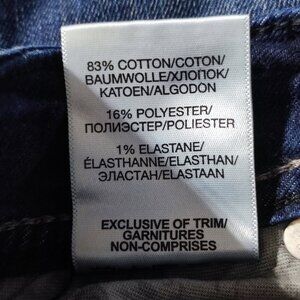 83% COTTON/COTON/
BAUMWOLLE/ХЛОПОК/
KATOEN/ALGODÓN
16% POLYESTER/
ПОЛИЭСТЕР/POLIESTER
1% ELASTANE/
ÉLASTHANNE/ELASTHAN/
ЭЛАСТАН/ELASTAAN
EXCLUSIVE OF TRIM/
GARNITURES
NON-COMPRISES